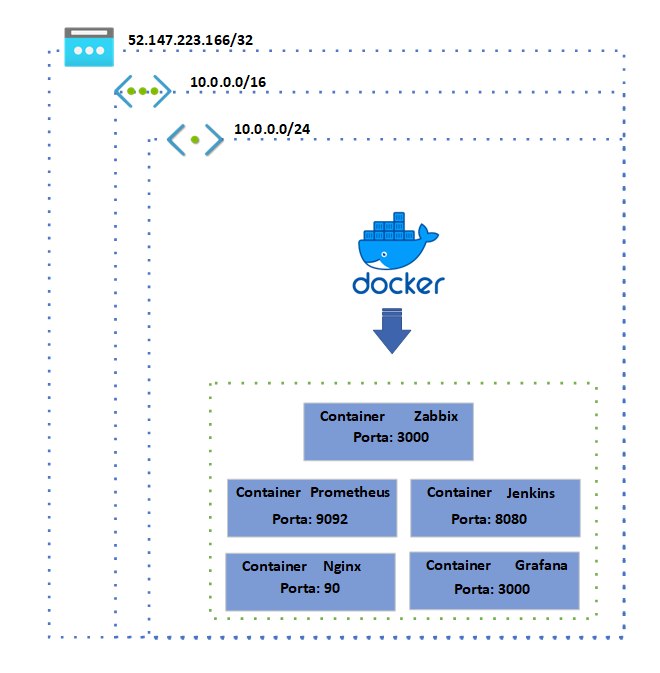 52.147.223.166/32
10.0.0.0/16
10.0.0.0/24
docker
Container Zabbix
Porta: 3000
Container Prometheus
Porta: 9092
Container Jenkins
Porta: 8080
Container Nginx
Porta: 90
Container Grafana
Porta: 3000